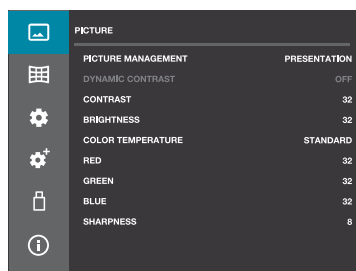 PICTURE
PICTURE MANAGEMENT PRESENTATION
DYNAMIC CONTRAST OFF
CONTRAST 32
BRIGHTNESS 32
COLOR TEMPERATURE STANDARD
RED 32
GREEN 32
BLUE 32
SHARPNESS 8